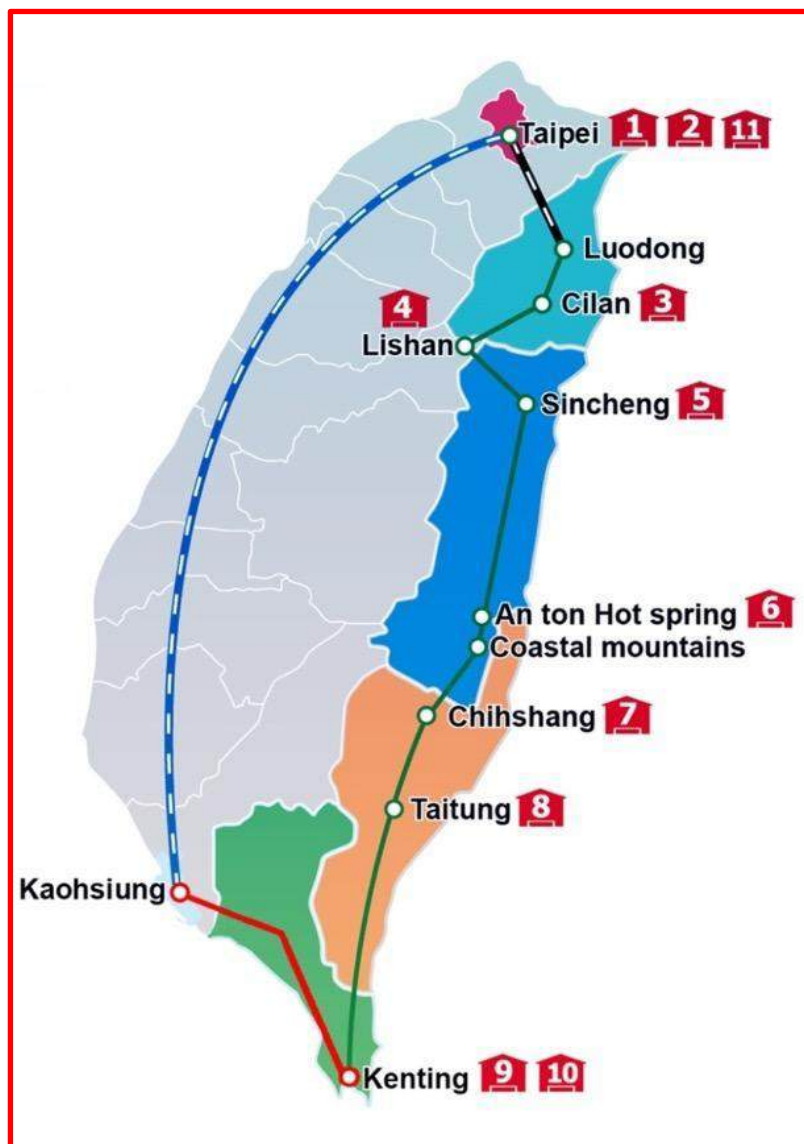 Taipei 1 2 11
Luodong
Cilan 3
4
Lishan
Sincheng 5
An ton Hot spring 6
Coastal mountains
Chihshang 7
Taitung 8
Kaohsiung
Kenting 9 10